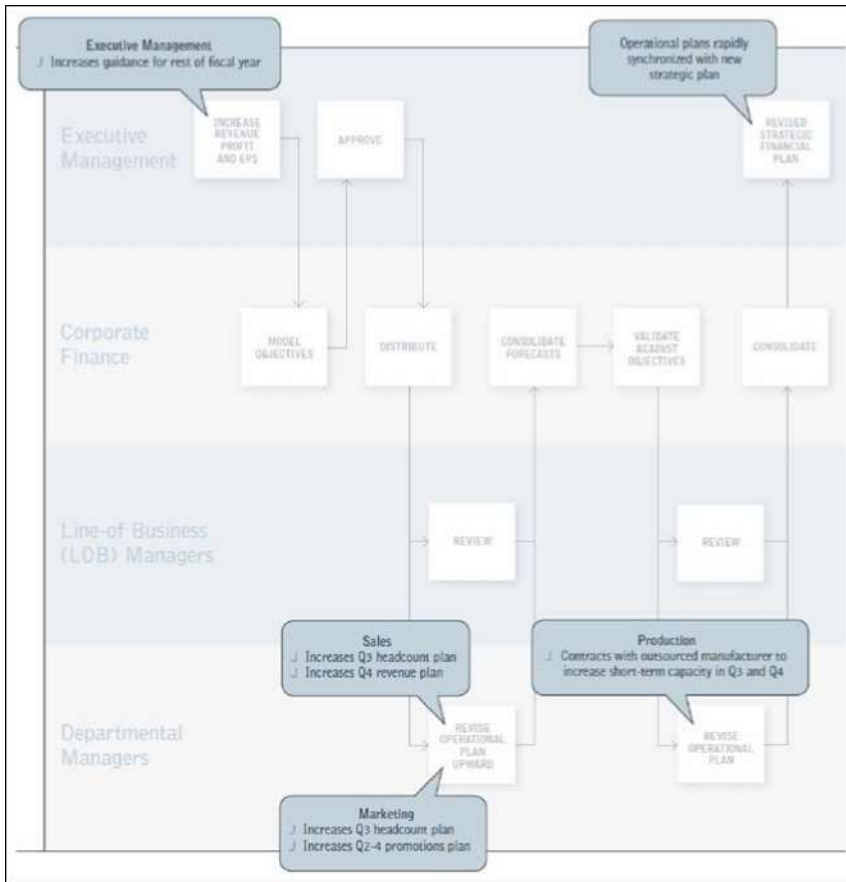 Executive Management
Increases guidance for rest of fiscal year
Operational plans rapidly
synchronized with new
strategic plan
Executive
Management
INCREASE
REVENUE
PROFIT
AND EPS
APPROVE
REVISED
STRATEGIC
FINANCIAL
PLAN
Corporate
Finance
MODEL
OBJECTIVES
DISTRIBUTE
CONSOLIDATE
FORECASTS
VALIDATE
AGAINST
OBJECTIVES
CONSOLIDATE
Line-of Business
(LOB) Managers
REVIEW
REVIEW
Sales
Increases Q3 headcount plan
Increases Q4 revenue plan
Production
Contracts with outsourced manufacturer to
increase short-term capacity in Q3 and Q4
Departmental
Managers
REVISE
OPERATIONAL
PLAN
UPWARD
REVISE
OPERATIONAL
PLAN
Marketing
Increases Q3 headcount plan
Increases Q2-4 promotions plan